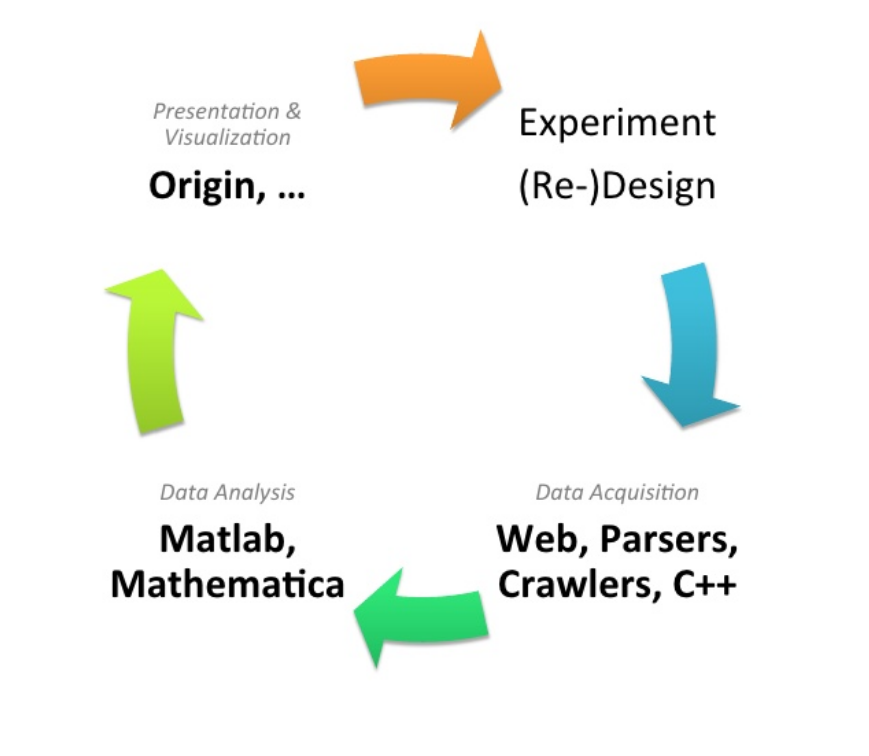 Presentation &
Visualization
Origin, ...
Experiment
(Re-)Design
Data Analysis
Matlab,
Mathematica
Data Acquisition
Web, Parsers,
Crawlers, C++